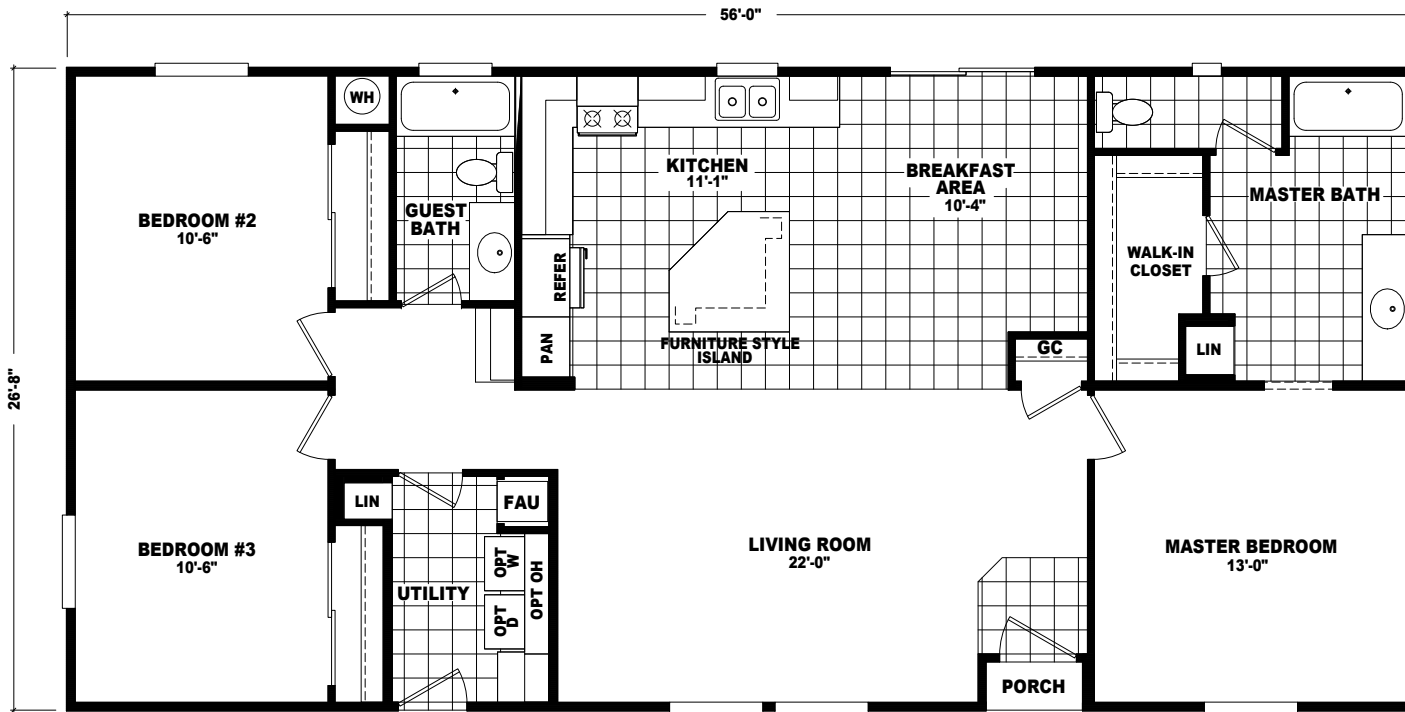 56'-0"
26'-8"
WH
BEDROOM #2
10'-6"
GUEST
BATH
KITCHEN
11'-1"
BREAKFAST
AREA
10'-4"
MASTER BATH
WALK-IN
CLOSET
REFER
PAN
FURNITURE STYLE
ISLAND
GC
LIN
LIN
FAU
BEDROOM #3
10'-6"
UTILITY
OPT
W
OPT
D
OPT OH
LIVING ROOM
22'-0"
MASTER BEDROOM
13'-0"
PORCH